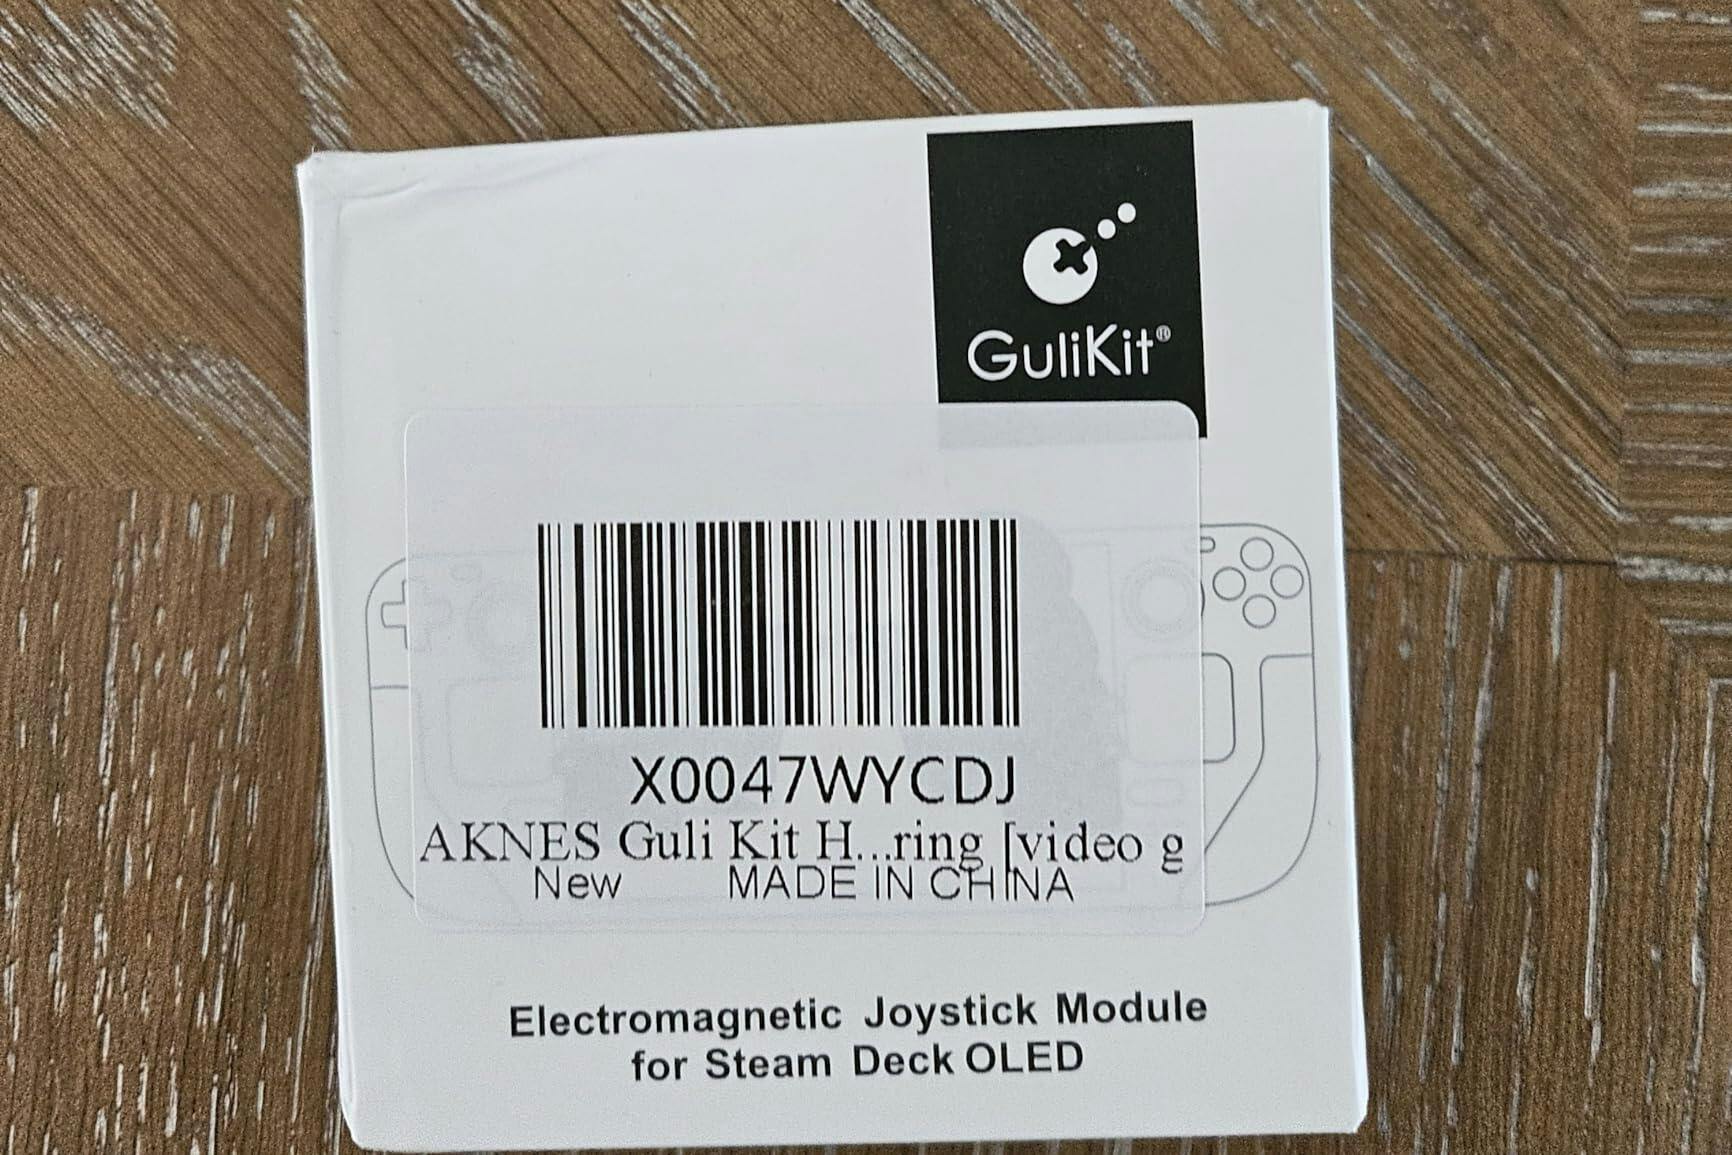 GuliKit®
X0047WYCDJ
AKNES Guli Kit H...ring [video g
New MADE IN CHINA
Electromagnetic Joystick Module
for Steam Deck OLED